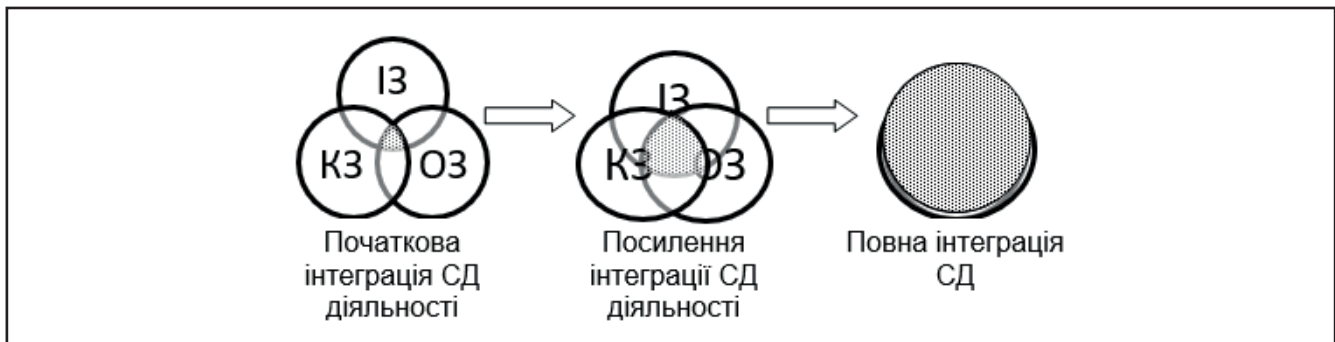 ІЗ
КЗ
ОЗ
ІЗ
КЗ
ОЗ
Початкова
інтеграція СД
діяльності
Посилення
інтеграції СД
діяльності
Повна інтеграція
СД